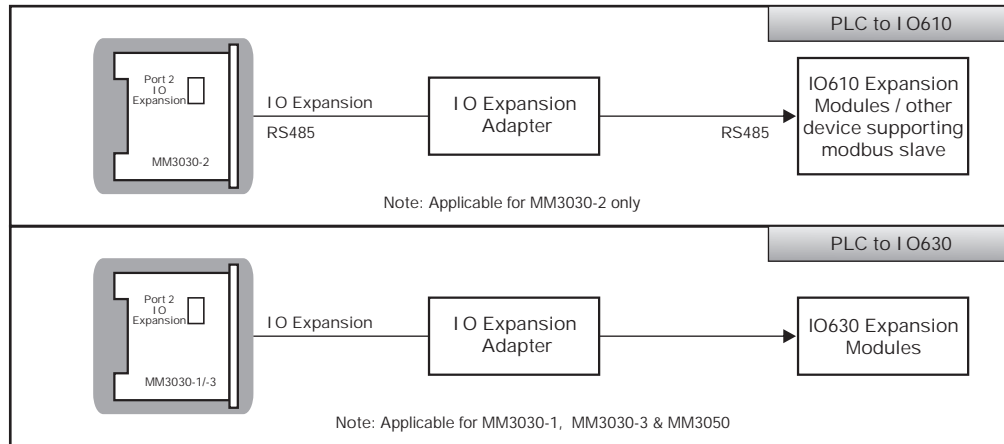 PLC to IO610
Port 2
IO
Expansion
MM3030-2
IO Expansion
RS485
IO Expansion
Adapter
RS485
IO610 Expansion
Modules / other
device supporting
modbus slave
Note: Applicable for MM3030-2 only
PLC to IO630
Port 2
IO
Expansion
MM3030-1/-3
IO Expansion
IO Expansion
Adapter
IO630 Expansion
Modules
Note: Applicable for MM3030-1, MM3030-3 & MM3050